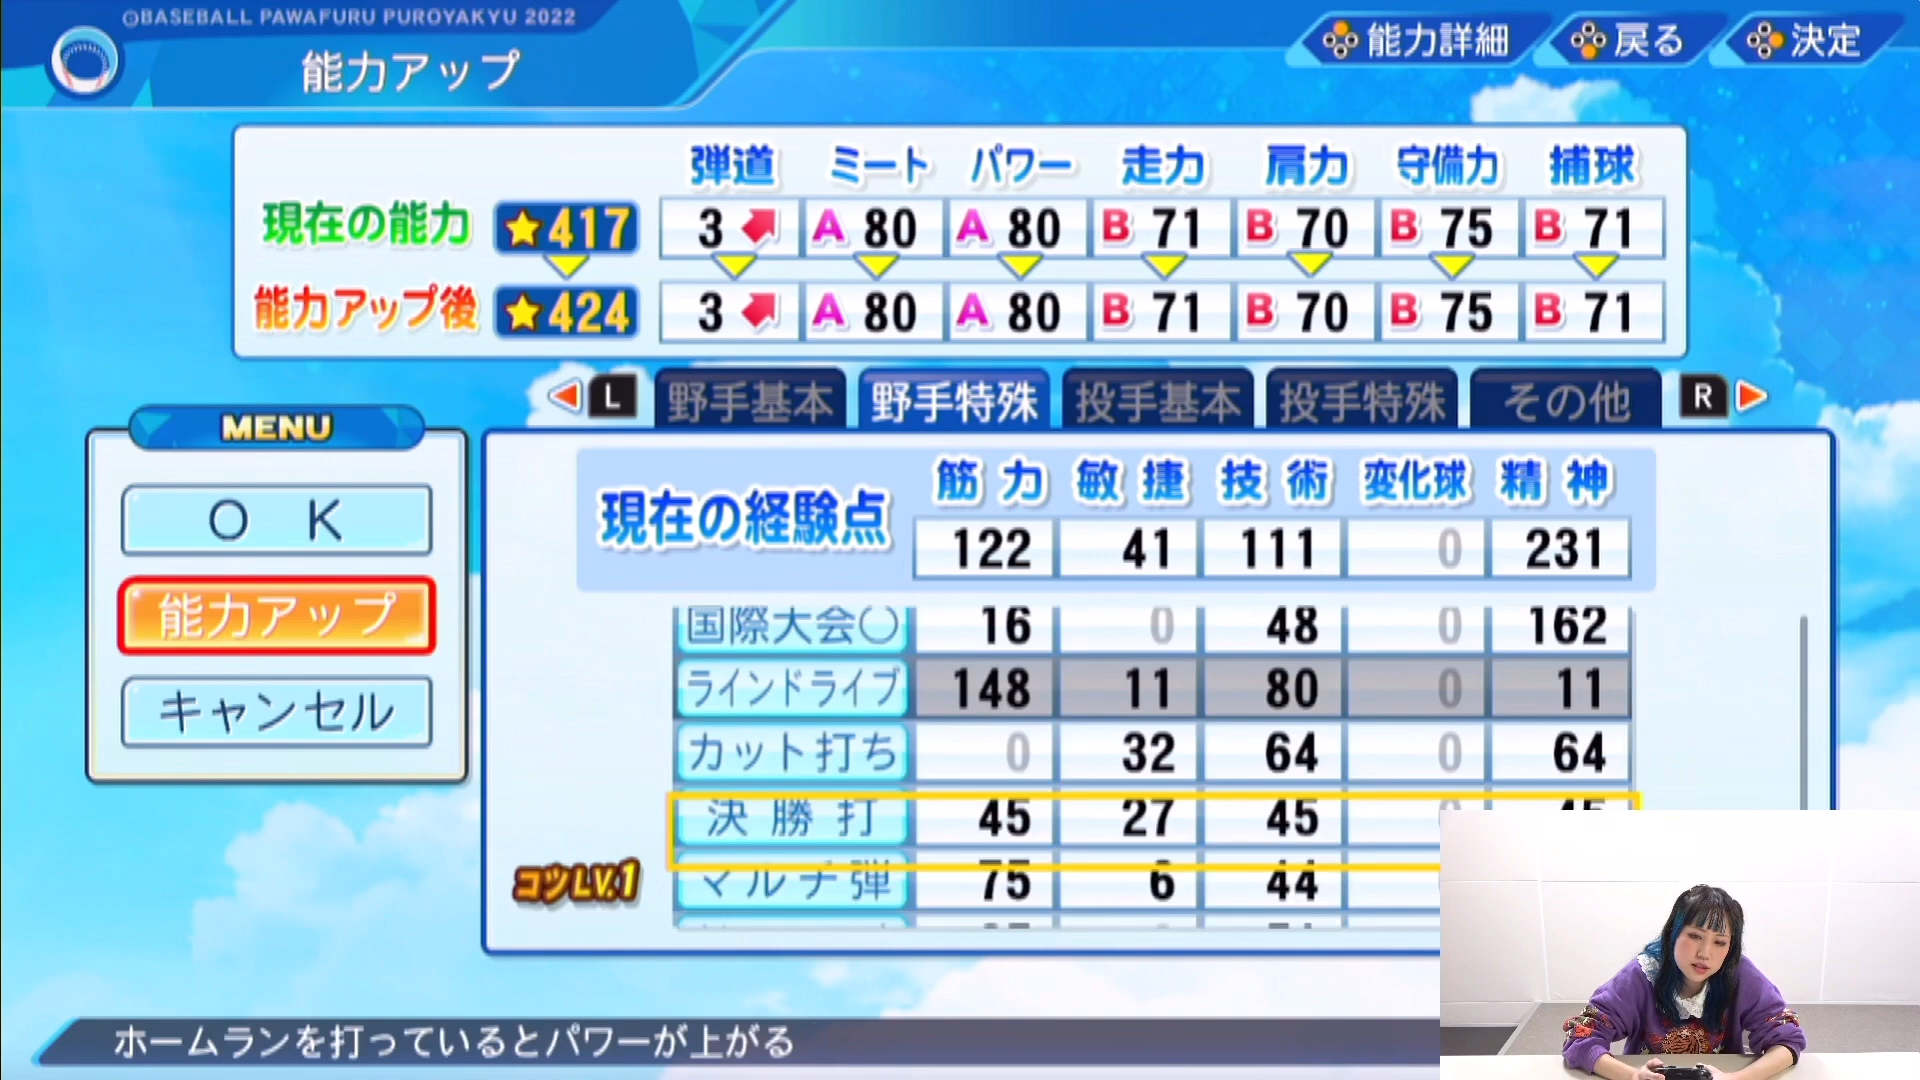 ©BASEBALL PAWAFURU PUROYAKYU 2022
能力アップ
能力詳細 戻る 決定
弾道 ミート パワー 走力 肩力 守備力 捕球
現在の能力 ★417 3 A 80 A 80 B 71 B 70 B 75 B 71
能力アップ後 ★424 3 A 80 A 80 B 71 B 70 B 75 B 71
L 野手基本 野手特殊 投手基本 投手特殊 その他 R
MENU
OK
能力アップ
キャンセル
筋力 敏捷 技術 変化球 精神
現在の経験点 122 41 111 0 231
国際大会〇 16 0 48 0 162
ラインドライブ 148 11 80 0 11
カット打ち 0 32 64 0 64
決勝打 45 27 45
コツLV.1 マルチ弾 75 6 44
ホームランを打っているとパワーが上がる